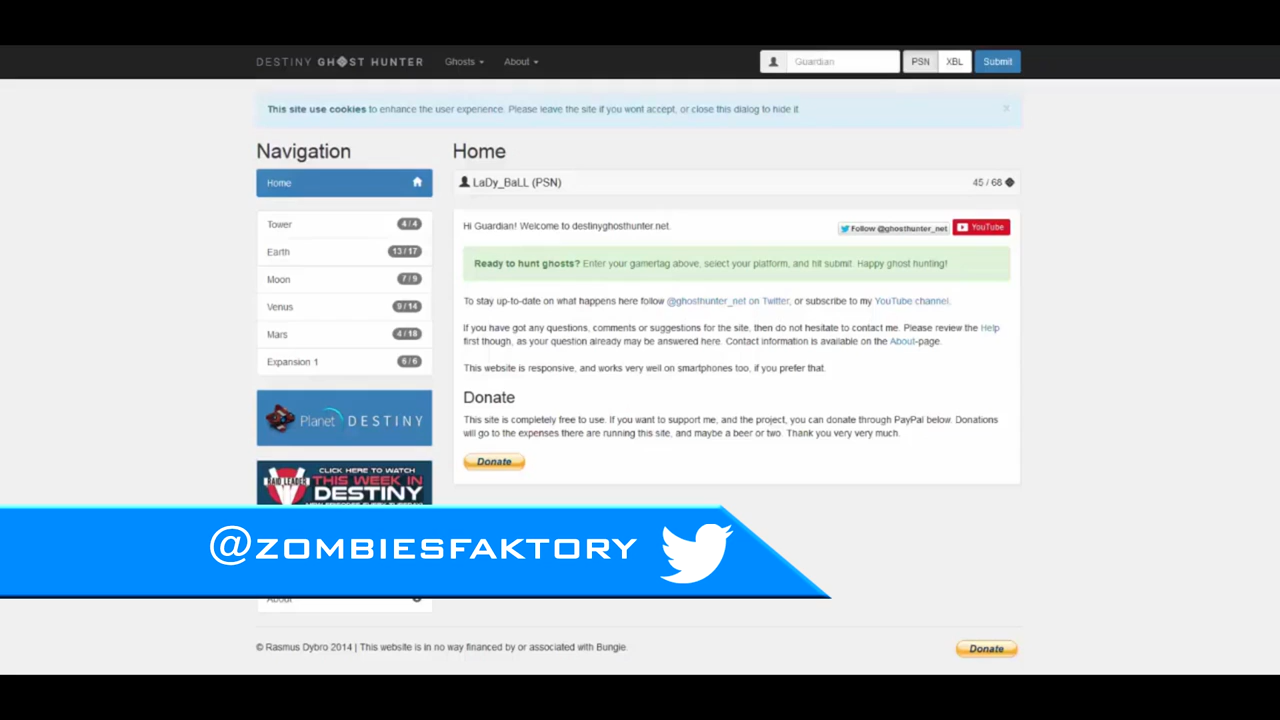 DESTINY GHOST HUNTER Ghosts About Guardian PSN XBL Submit
This site use cookies to enhance the user experience. Please leave the site if you wont accept, or close this dialog to hide it ×
Navigation
Home
Tower 4 / 4
Earth 13 / 17
Moon 7 / 9
Venus 9 / 14
Mars 4 / 18
Expansion 1 6 / 6
Planet DESTINY
CLICK HERE TO WATCH
RAID LEADER
THIS WEEK IN
DESTINY
Home
LaDy_BaLL (PSN) 45 / 68
Hi Guardian! Welcome to destinyghosthunter.net.
Follow @ghosthunter_net YouTube
Ready to hunt ghosts? Enter your gamertag above, select your platform, and hit submit. Happy ghost hunting!
To stay up-to-date on what happens here follow @ghosthunter_net on Twitter, or subscribe to my YouTube channel.
If you have got any questions, comments or suggestions for the site, then do not hesitate to contact me. Please review the Help
first though, as your question already may be answered here. Contact information is available on the About-page.
This website is responsive, and works very well on smartphones too, if you prefer that.
Donate
This site is completely free to use. If you want to support me, and the project, you can donate through PayPal below. Donations
will go to the expenses there are running this site, and maybe a beer or two. Thank you very very much.
Donate
@ZOMBIESFAKTORY
About
© Rasmus Dybro 2014 | This website is in no way financed by or associated with Bungie.
Donate